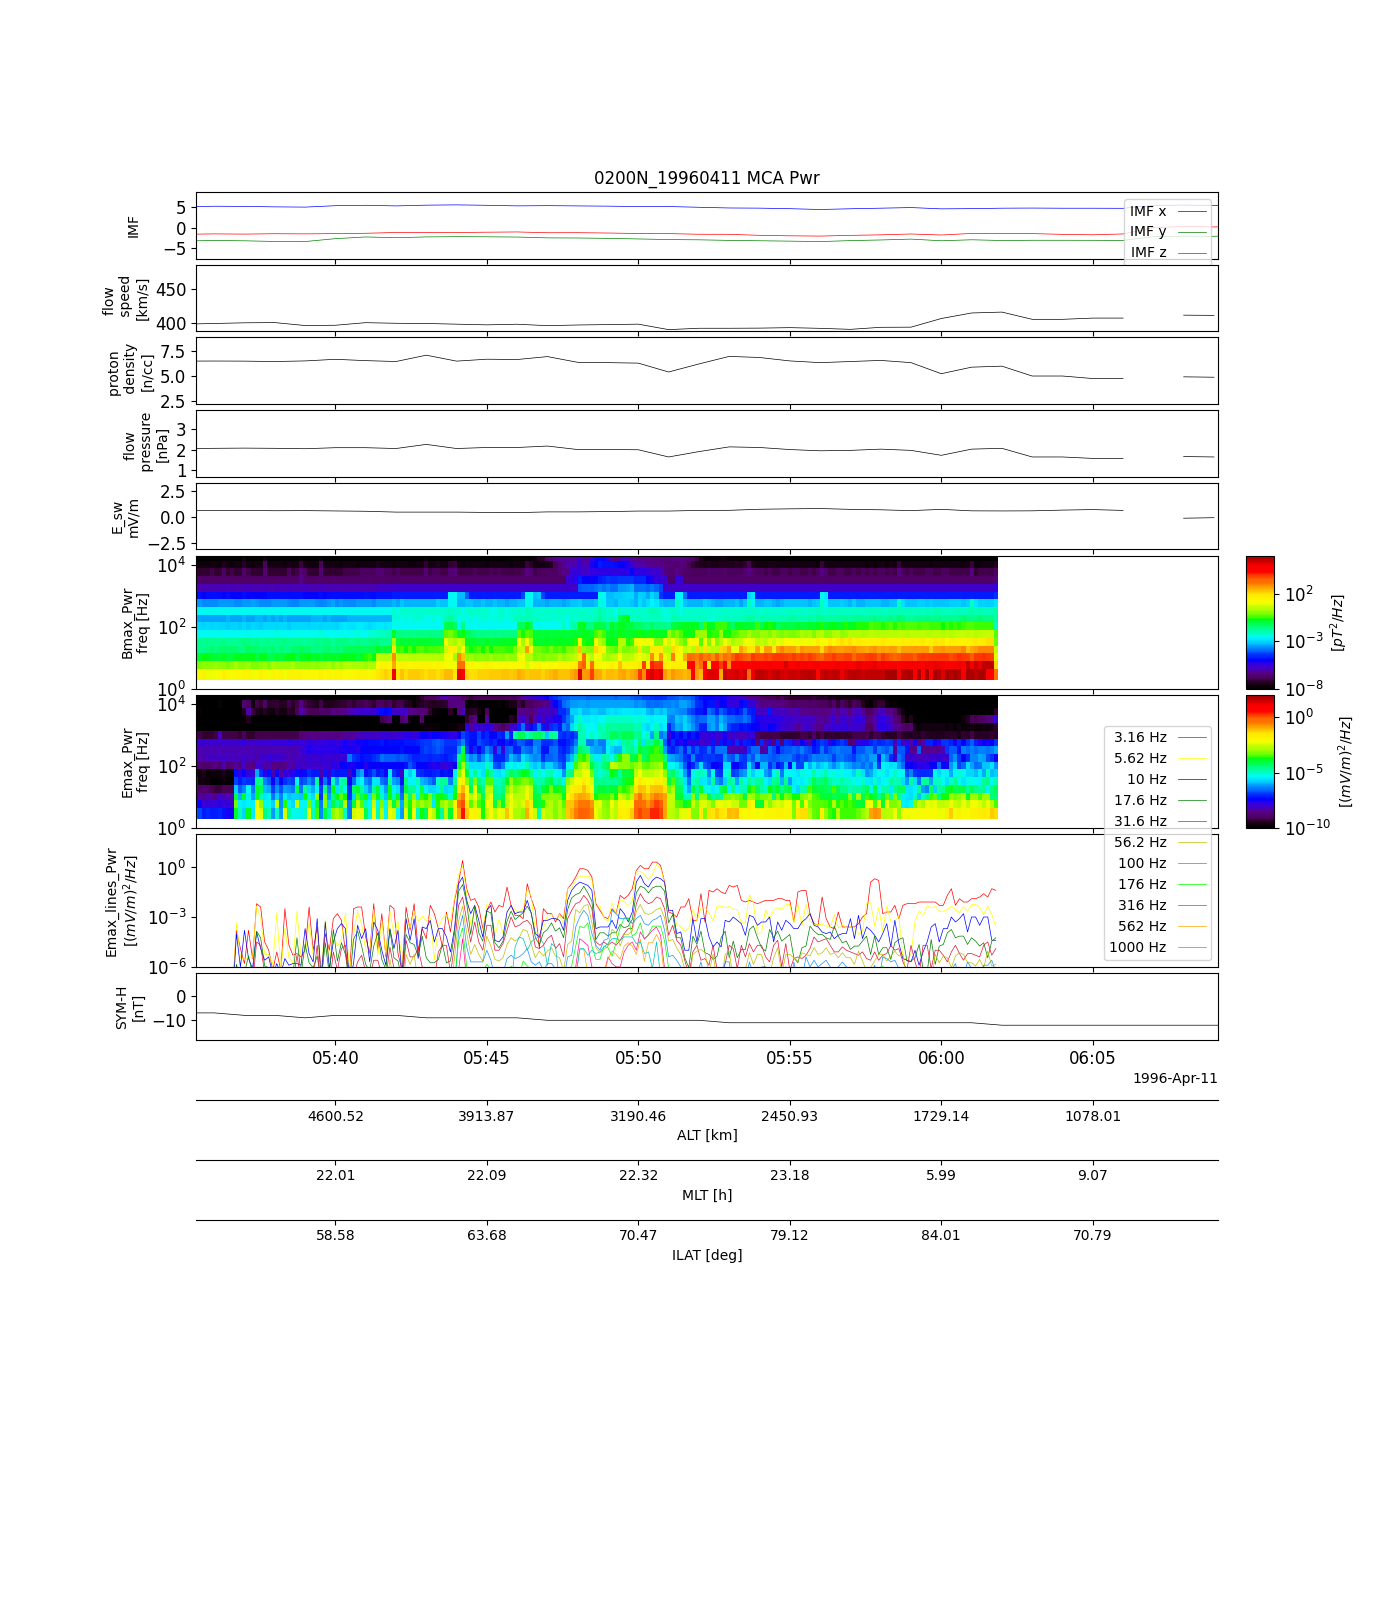 0200N_19960411 MCA Pwr
IMF
5
0
−5
IMF x
IMF y
IMF z
flow
speed
[km/s]
450
400
proton
density
[n/cc]
7.5
5.0
2.5
flow
pressure
[nPa]
3
2
1
E_sw
mV/m
2.5
0.0
−2.5
Bmax_Pwr
freq [Hz]
10^4
10^2
10^0
10^2
10^-3
10^-8
[pT^2/Hz]
Emax_Pwr
freq [Hz]
10^4
10^2
10^0
10^0
10^-5
10^-10
[(mV/m)^2/Hz]
3.16 Hz
5.62 Hz
10 Hz
17.6 Hz
31.6 Hz
56.2 Hz
100 Hz
176 Hz
316 Hz
562 Hz
1000 Hz
Emax_lines_Pwr
[(mV/m)^2/Hz]
10^0
10^-3
10^-6
SYM-H
[nT]
0
−10
05:40 05:45 05:50 05:55 06:00 06:05
1996-Apr-11
4600.52 3913.87 3190.46 2450.93 1729.14 1078.01
ALT [km]
22.01 22.09 22.32 23.18 5.99 9.07
MLT [h]
58.58 63.68 70.47 79.12 84.01 70.79
ILAT [deg]